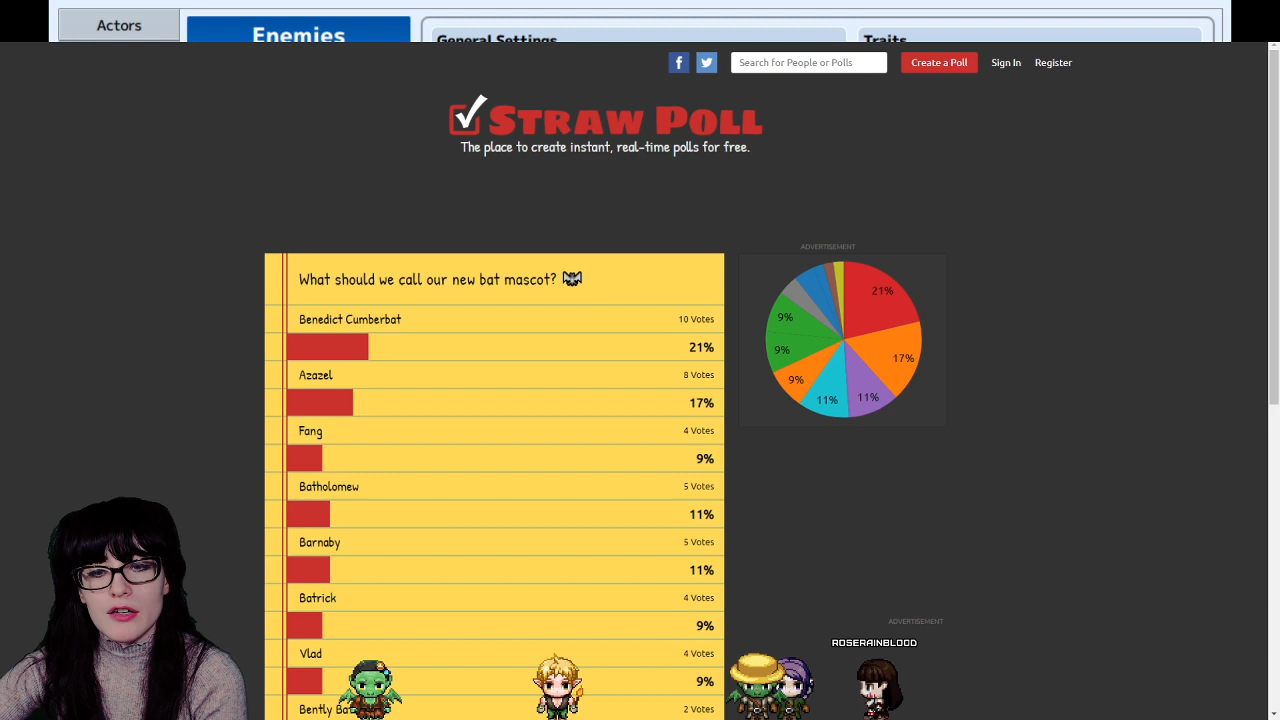 Actors
Enemies
General Settings
Traits
f
Search for People or Polls
Create a Poll
Sign In
Register
Straw Poll
The place to create instant, real-time polls for free.
ADVERTISEMENT
What should we call our new bat mascot?
Benedict Cumberbat
10 Votes
21%
Azazel
8 Votes
17%
Fang
4 Votes
9%
Batholomew
5 Votes
11%
Barnaby
5 Votes
11%
Batrick
4 Votes
9%
Vlad
4 Votes
9%
Bently
2 Votes
21%
17%
11%
11%
9%
9%
9%
ADVERTISEMENT
ROSERAINBLOOD